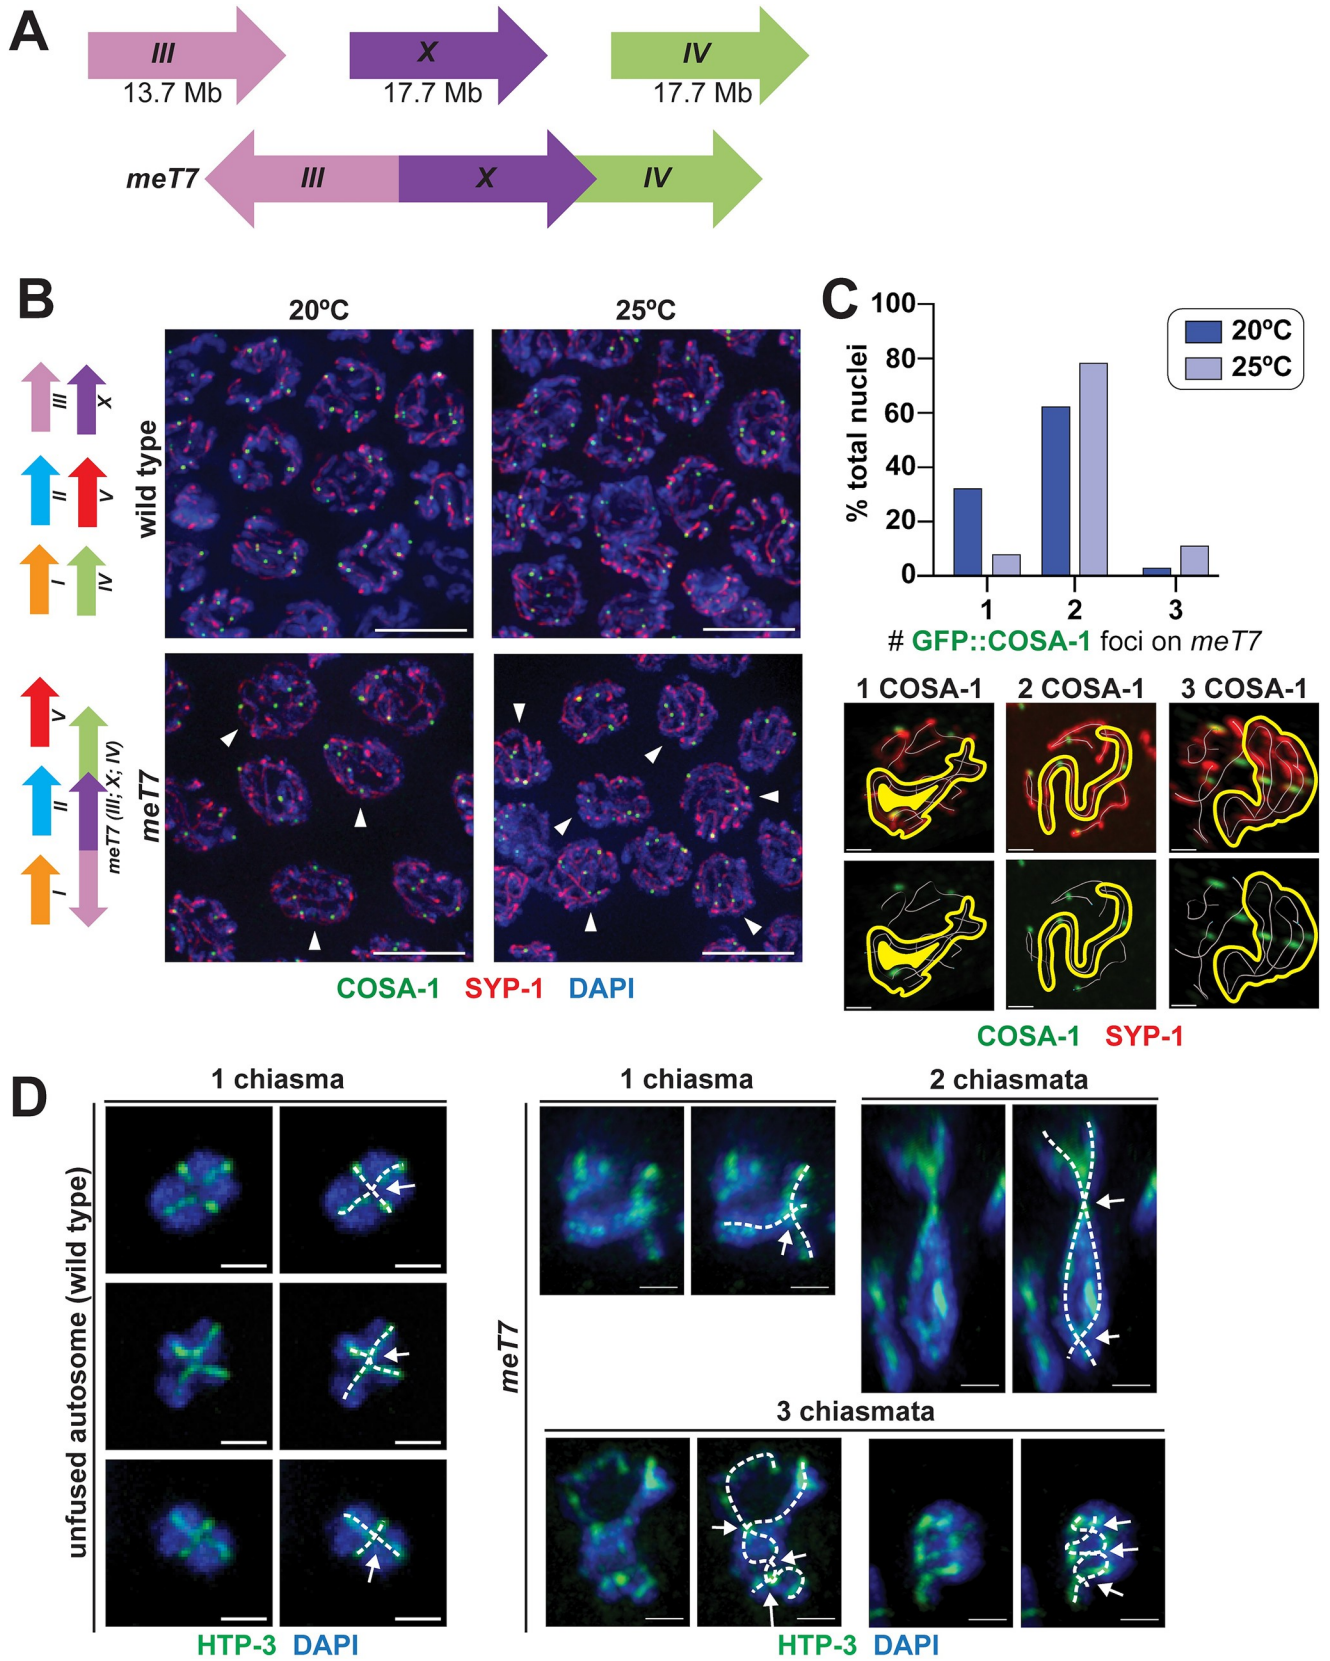 A
III
X
IV
13.7 Mb
17.7 Mb
17.7 Mb
meT7
III
X
IV
B
20ºC
25ºC
III
X
II
V
I
IV
wild type
V
II
I
meT7 (III; X; IV)
meT7
COSA-1 SYP-1 DAPI
C
% total nuclei
100
80
60
40
20
0
20ºC
25ºC
1
2
3
# GFP::COSA-1 foci on meT7
1 COSA-1
2 COSA-1
3 COSA-1
COSA-1 SYP-1
D
1 chiasma
unfused autosome (wild type)
HTP-3 DAPI
1 chiasma
2 chiasmata
meT7
3 chiasmata
HTP-3 DAPI